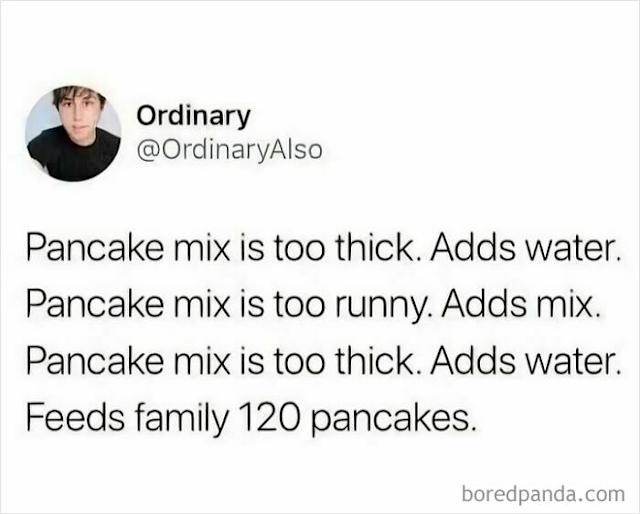 Ordinary
@OrdinaryAlso
Pancake mix is too thick. Adds water.
Pancake mix is too runny. Adds mix.
Pancake mix is too thick. Adds water.
Feeds family 120 pancakes.
boredpanda.com